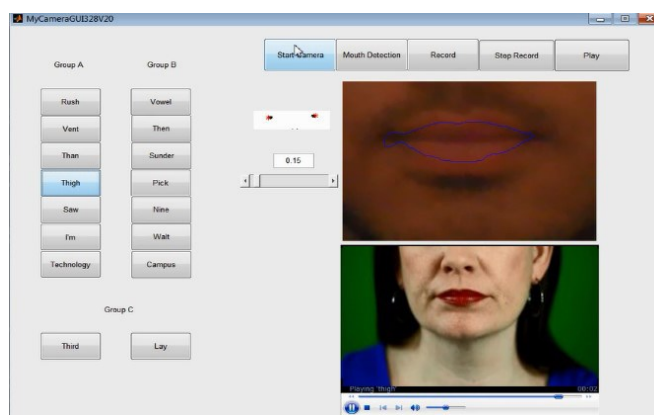 MyCameraGUI328V20
Start Camera Mouth Detection Record Stop Record Play
Group A Group B
Rush Vowel
Vent Then
Than Sunder
Thigh Pick
Saw Nine
I'm Wait
Technology Campus
0.15
Group C
Third Lay
Playing 'thigh' 00:02